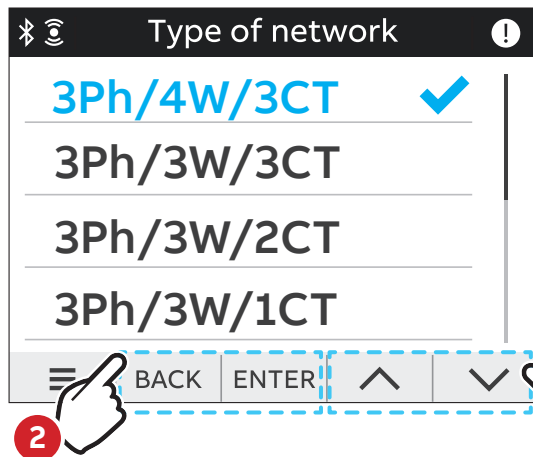 Type of network
3Ph/4W/3CT
3Ph/3W/3CT
3Ph/3W/2CT
3Ph/3W/1CT
BACK ENTER
2